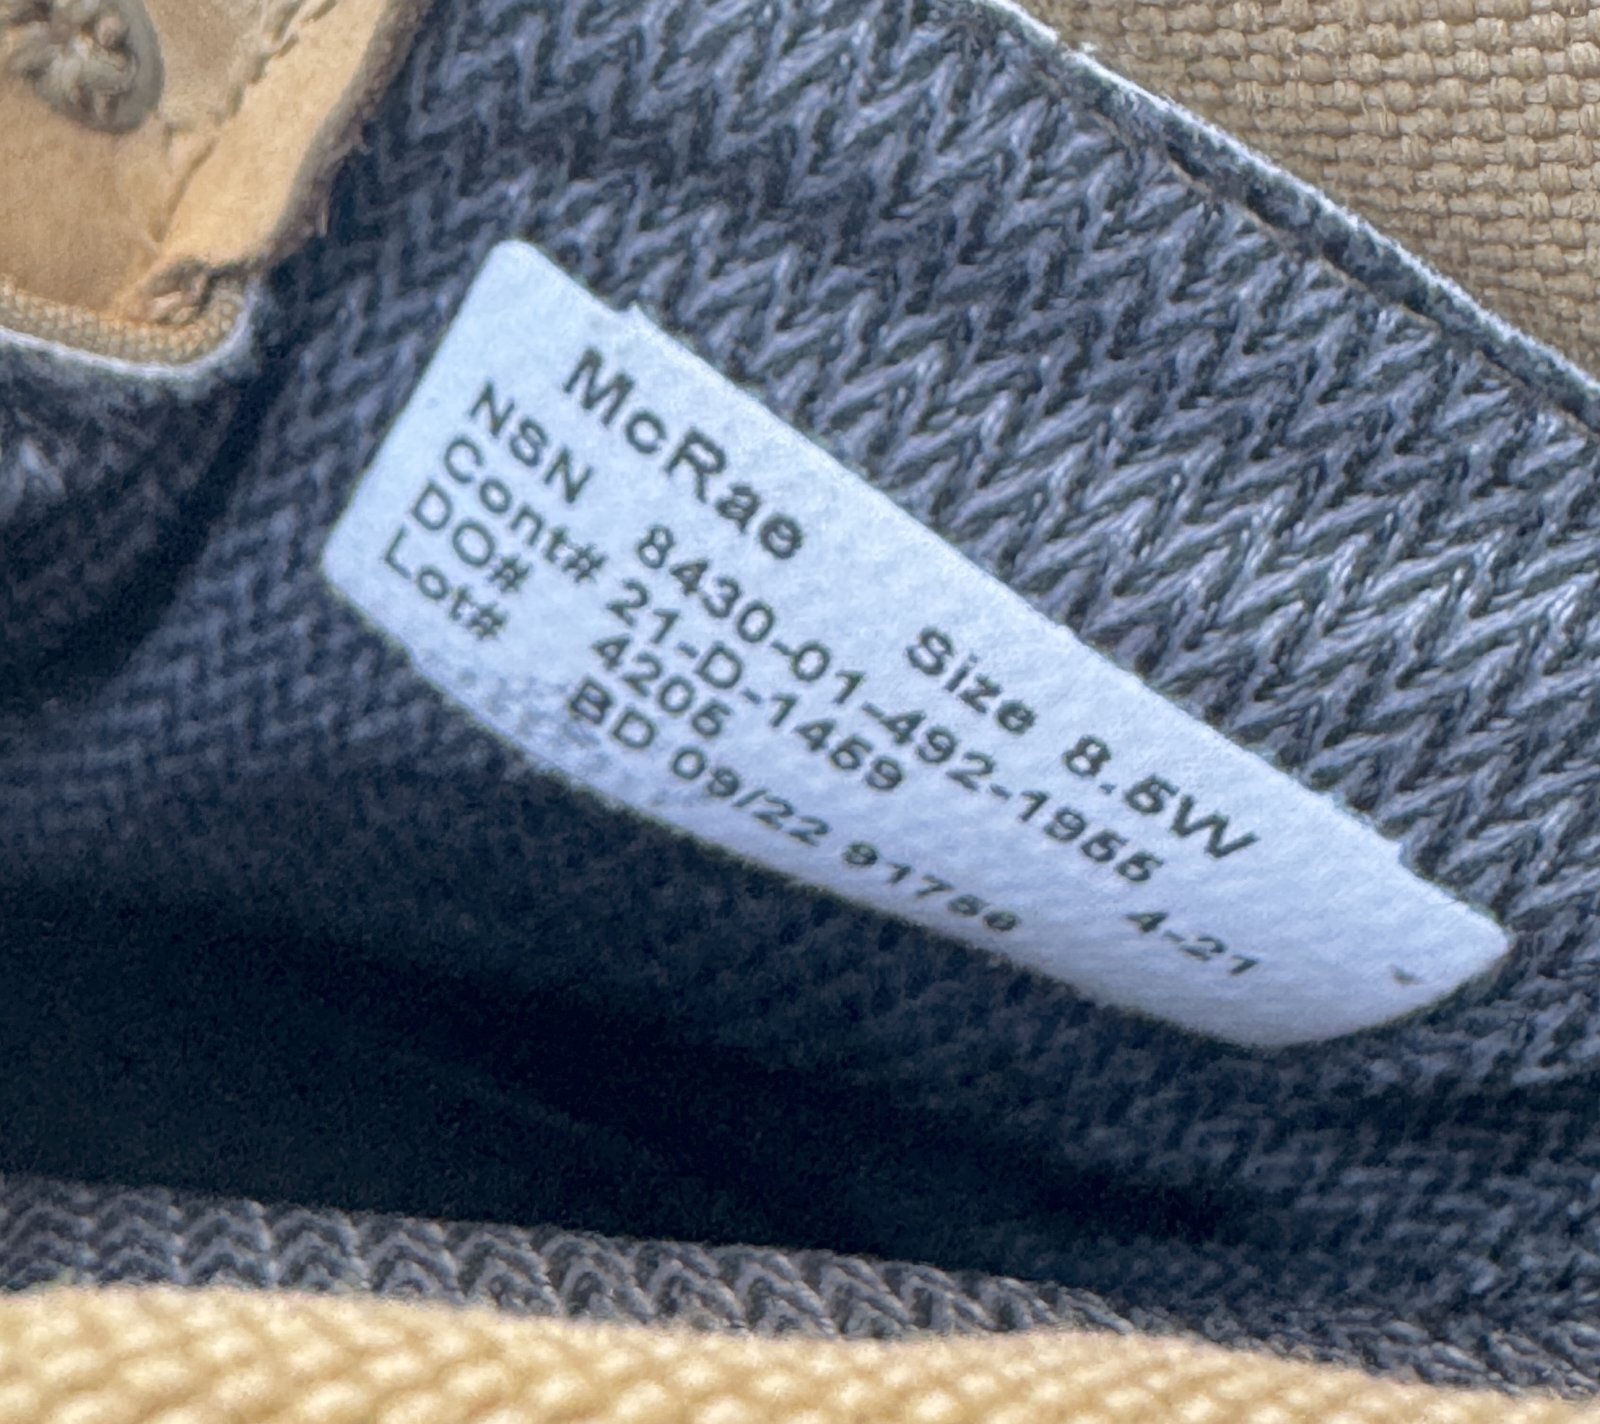 McRae Size 8.5W
NSN 8430-01-492-1955
Cont# 21-D-1459 4-21
DO# 4205
Lot# BD 09/22 91750